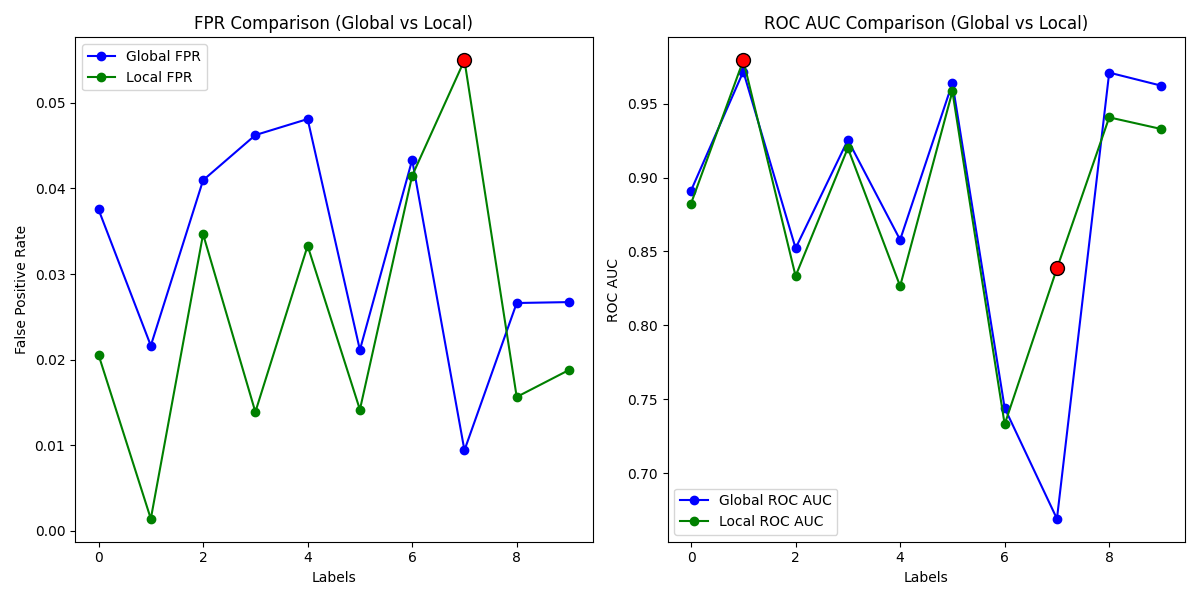 FPR Comparison (Global vs Local)
Global FPR
Local FPR
False Positive Rate
0.05
0.04
0.03
0.02
0.01
0.00
0 2 4 6 8
Labels
ROC AUC Comparison (Global vs Local)
ROC AUC
0.95
0.90
0.85
0.80
0.75
0.70
Global ROC AUC
Local ROC AUC
0 2 4 6 8
Labels